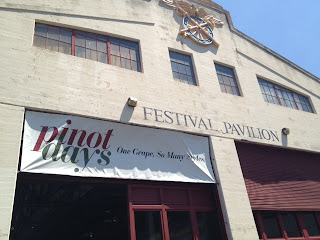 FESTIVAL PAVILION
pinot
days
One Grape, So Many Styles